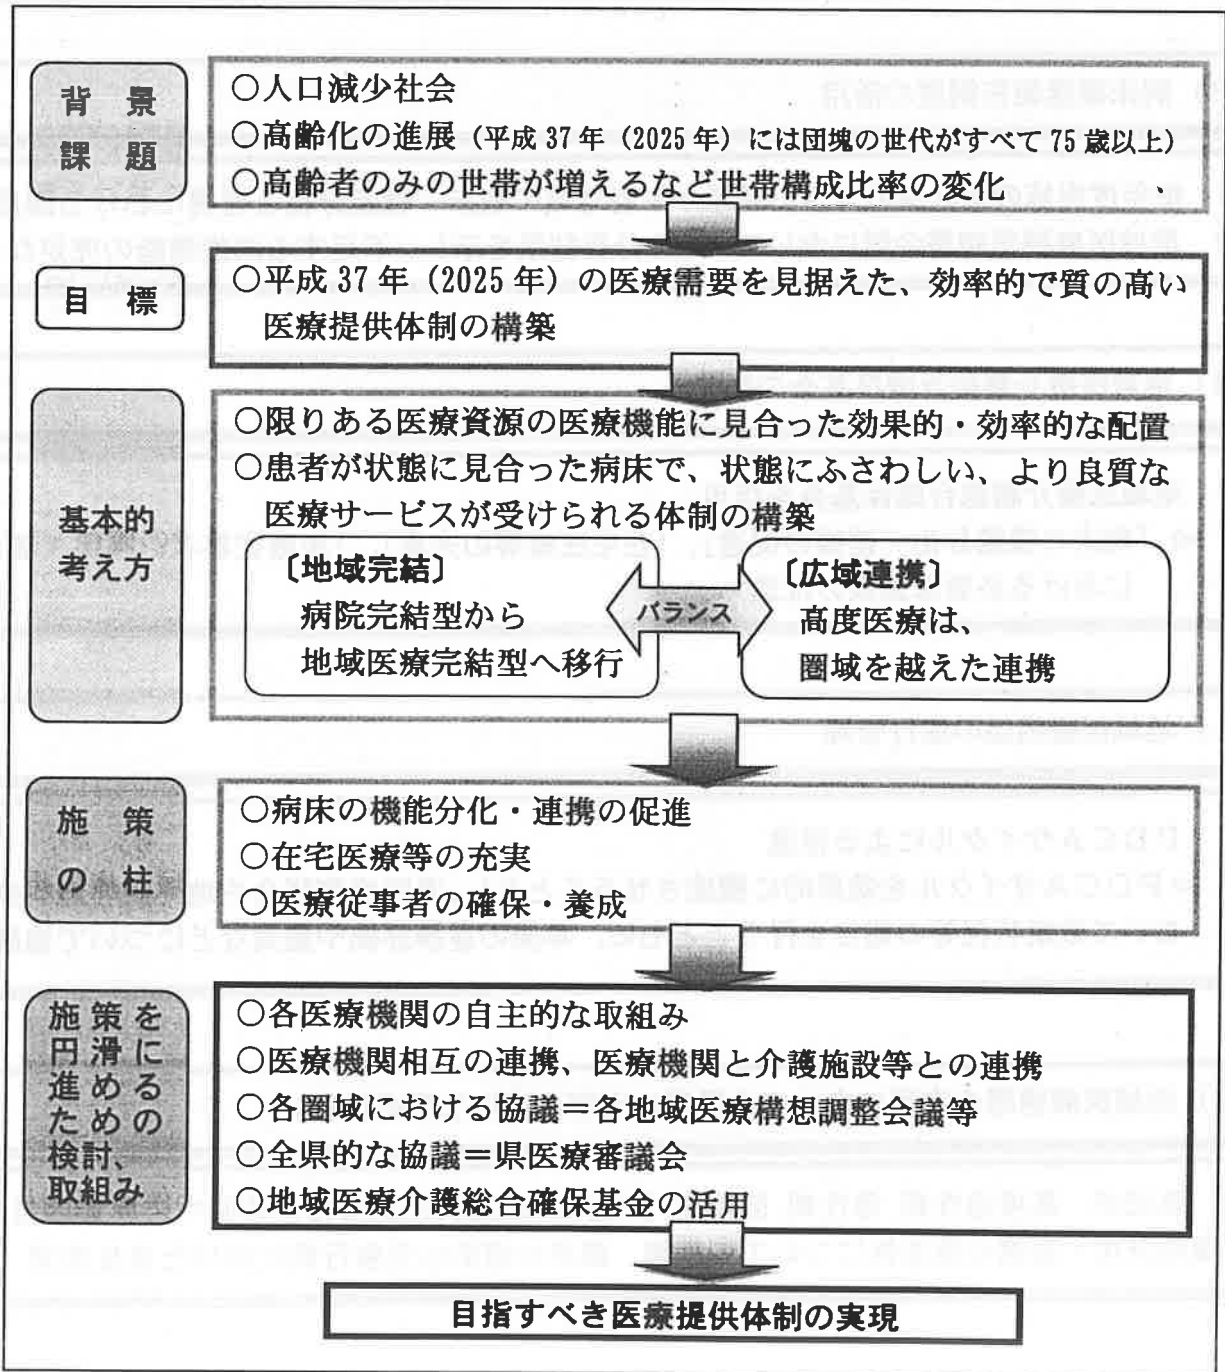 背景
課題
○人口減少社会
○高齢化の進展（平成37年（2025年）には団塊の世代がすべて75歳以上）
○高齢者のみの世帯が増えるなど世帯構成比率の変化
目標
○平成37年（2025年）の医療需要を見据えた、効率的で質の高い
医療提供体制の構築
基本的
考え方
○限りある医療資源の医療機能に見合った効果的・効率的な配置
○患者が状態に見合った病床で、状態にふさわしい、より良質な
医療サービスが受けられる体制の構築
〔地域完結〕
病院完結型から
地域医療完結型へ移行
バランス
〔広域連携〕
高度医療は、
圏域を越えた連携
施策
の柱
○病床の機能分化・連携の促進
○在宅医療等の充実
○医療従事者の確保・養成
施策を
円滑に
進める
ための
検討、
取組み
○各医療機関の自主的な取組み
○医療機関相互の連携、医療機関と介護施設等との連携
○各圏域における協議＝各地域医療構想調整会議等
○全県的な協議＝県医療審議会
○地域医療介護総合確保基金の活用
目指すべき医療提供体制の実現